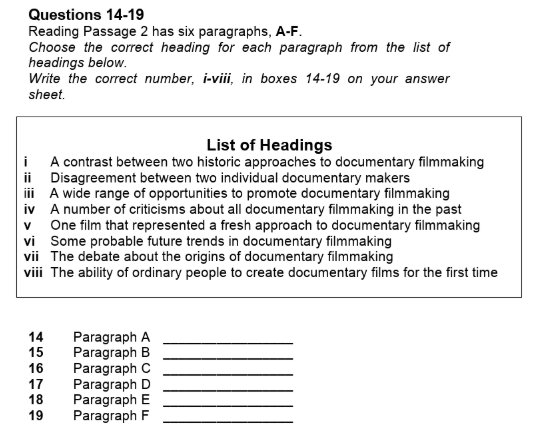 Questions 14-19
Reading Passage 2 has six paragraphs, A-F.
Choose the correct heading for each paragraph from the list of
headings below.
Write the correct number, i-viii, in boxes 14-19 on your answer
sheet.
List of Headings
i A contrast between two historic approaches to documentary filmmaking
ii Disagreement between two individual documentary makers
iii A wide range of opportunities to promote documentary filmmaking
iv A number of criticisms about all documentary filmmaking in the past
v One film that represented a fresh approach to documentary filmmaking
vi Some probable future trends in documentary filmmaking
vii The debate about the origins of documentary filmmaking
viii The ability of ordinary people to create documentary films for the first time
14 Paragraph A
15 Paragraph B
16 Paragraph C
17 Paragraph D
18 Paragraph E
19 Paragraph F